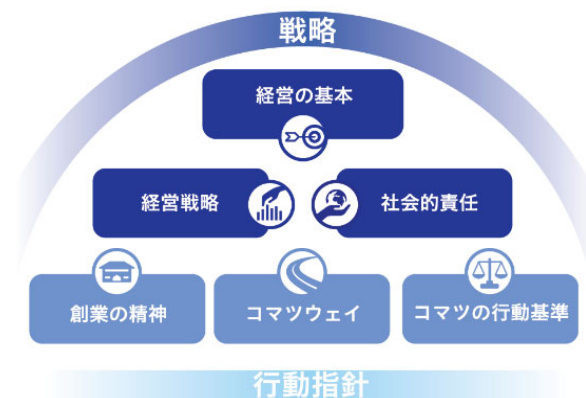 戦略
経営の基本
経営戦略
社会的責任
創業の精神
コマツウェイ
コマツの行動基準
行動指針